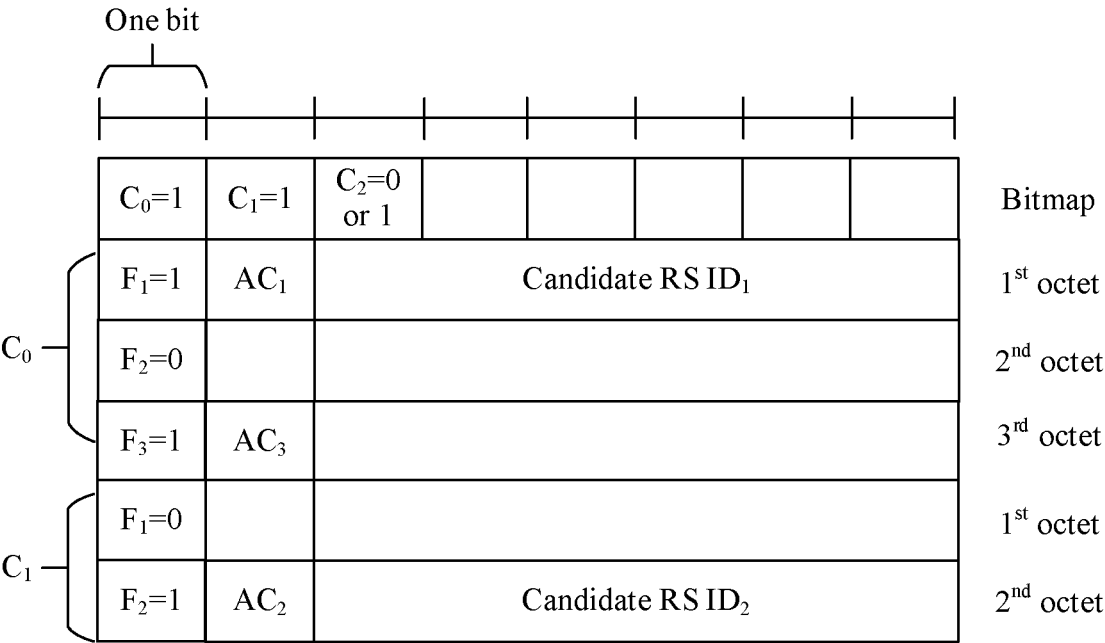 One bit
C₀=1 C₁=1 C₂=0 Bitmap
or 1
F₁=1 AC₁ Candidate RS ID₁ 1ˢᵗ octet
C₀ F₂=0 2ⁿᵈ octet
F₃=1 AC₃ 3ʳᵈ octet
F₁=0 1ˢᵗ octet
C₁
F₂=1 AC₂ Candidate RS ID₂ 2ⁿᵈ octet